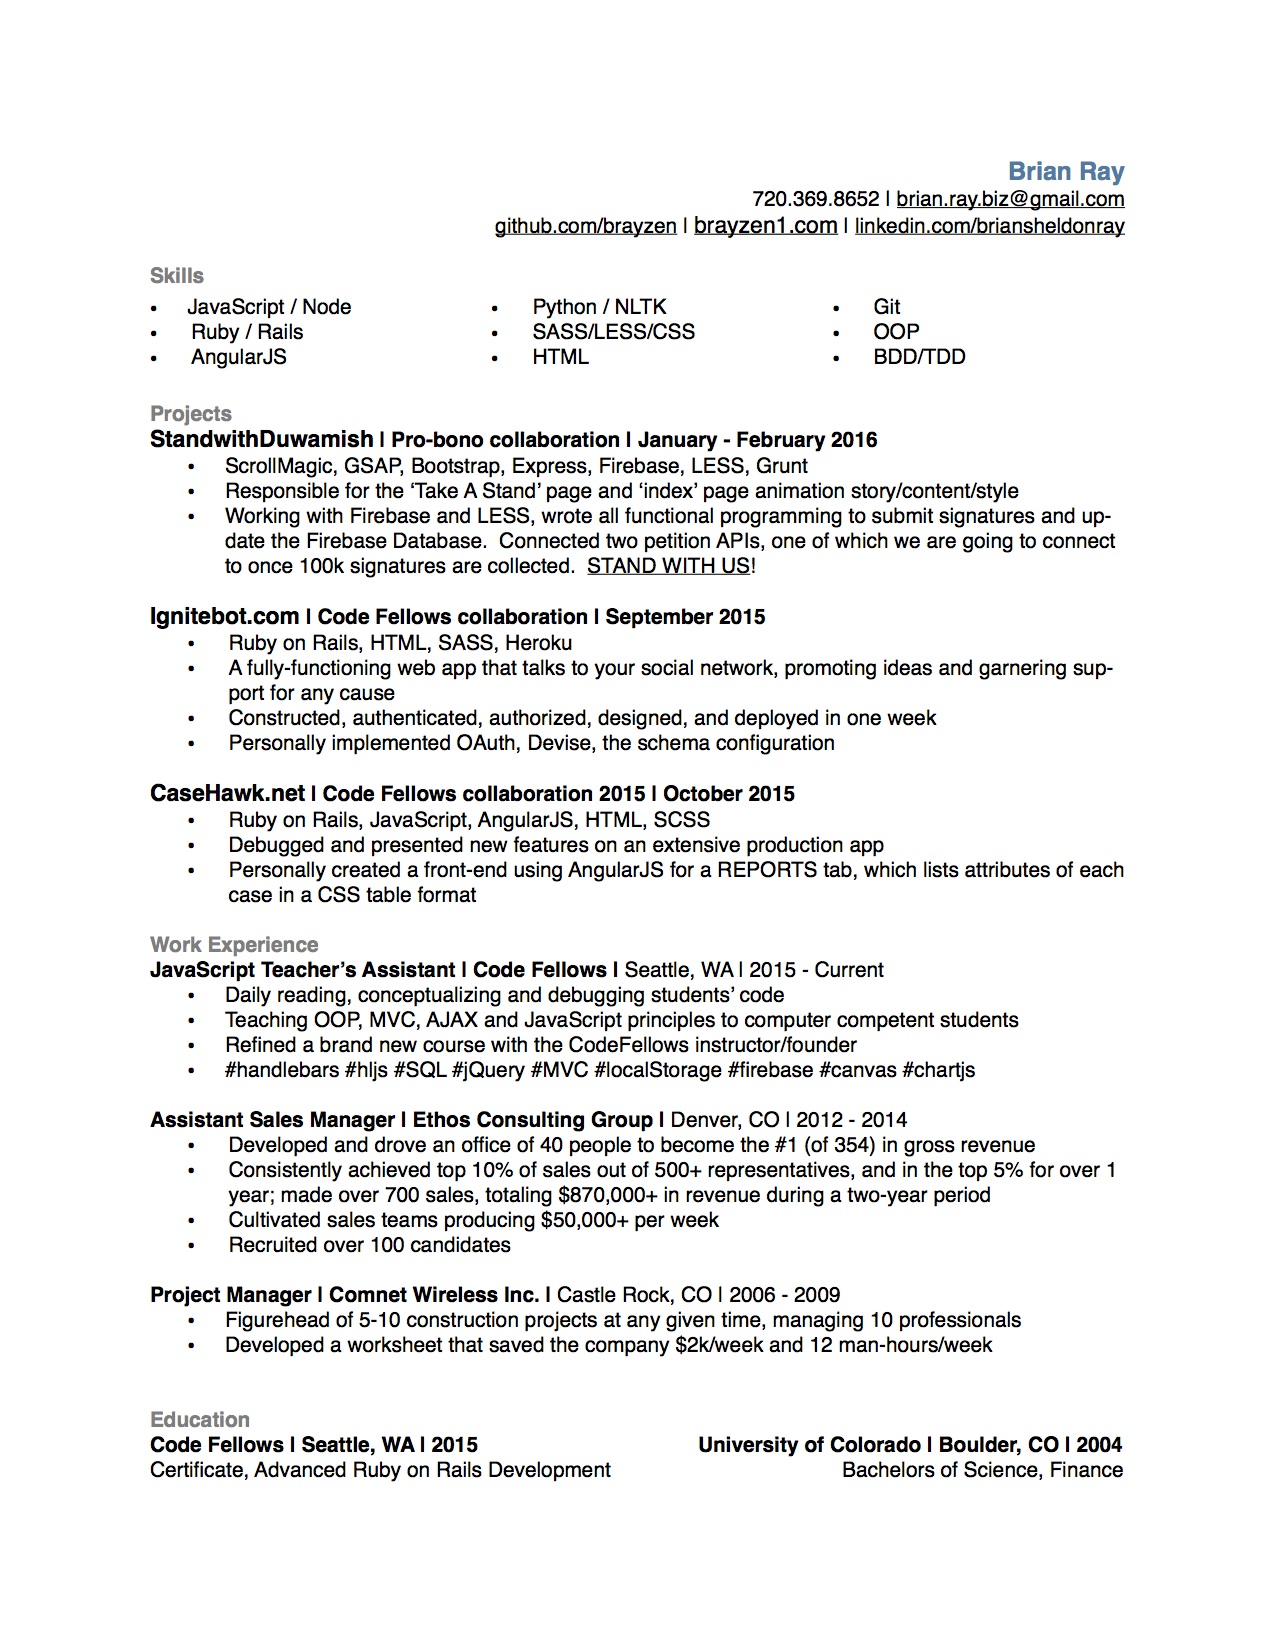 Brian Ray
720.369.8652 | brian.ray.biz@gmail.com
github.com/brayzen | brayzen1.com | linkedin.com/briansheldonray
Skills
• JavaScript / Node • Python / NLTK • Git
• Ruby / Rails • SASS/LESS/CSS • OOP
• AngularJS • HTML • BDD/TDD
Projects
StandwithDuwamish | Pro-bono collaboration | January - February 2016
• ScrollMagic, GSAP, Bootstrap, Express, Firebase, LESS, Grunt
• Responsible for the ‘Take A Stand’ page and ‘index’ page animation story/content/style
• Working with Firebase and LESS, wrote all functional programming to submit signatures and up-
date the Firebase Database.  Connected two petition APIs, one of which we are going to connect
to once 100k signatures are collected.  STAND WITH US!
Ignitebot.com | Code Fellows collaboration | September 2015
• Ruby on Rails, HTML, SASS, Heroku
• A fully-functioning web app that talks to your social network, promoting ideas and garnering sup-
port for any cause
• Constructed, authenticated, authorized, designed, and deployed in one week
• Personally implemented OAuth, Devise, the schema configuration
CaseHawk.net | Code Fellows collaboration 2015 | October 2015
• Ruby on Rails, JavaScript, AngularJS, HTML, SCSS
• Debugged and presented new features on an extensive production app
• Personally created a front-end using AngularJS for a REPORTS tab, which lists attributes of each
case in a CSS table format
Work Experience
JavaScript Teacher’s Assistant | Code Fellows | Seattle, WA | 2015 - Current
• Daily reading, conceptualizing and debugging students’ code
• Teaching OOP, MVC, AJAX and JavaScript principles to computer competent students
• Refined a brand new course with the CodeFellows instructor/founder
• #handlebars #hljs #SQL #jQuery #MVC #localStorage #firebase #canvas #chartjs
Assistant Sales Manager | Ethos Consulting Group | Denver, CO | 2012 - 2014
• Developed and drove an office of 40 people to become the #1 (of 354) in gross revenue
• Consistently achieved top 10% of sales out of 500+ representatives, and in the top 5% for over 1
year; made over 700 sales, totaling $870,000+ in revenue during a two-year period
• Cultivated sales teams producing $50,000+ per week
• Recruited over 100 candidates
Project Manager | Comnet Wireless Inc. | Castle Rock, CO | 2006 - 2009
• Figurehead of 5-10 construction projects at any given time, managing 10 professionals
• Developed a worksheet that saved the company $2k/week and 12 man-hours/week
Education
Code Fellows | Seattle, WA | 2015 University of Colorado | Boulder, CO | 2004
Certificate, Advanced Ruby on Rails Development Bachelors of Science, Finance